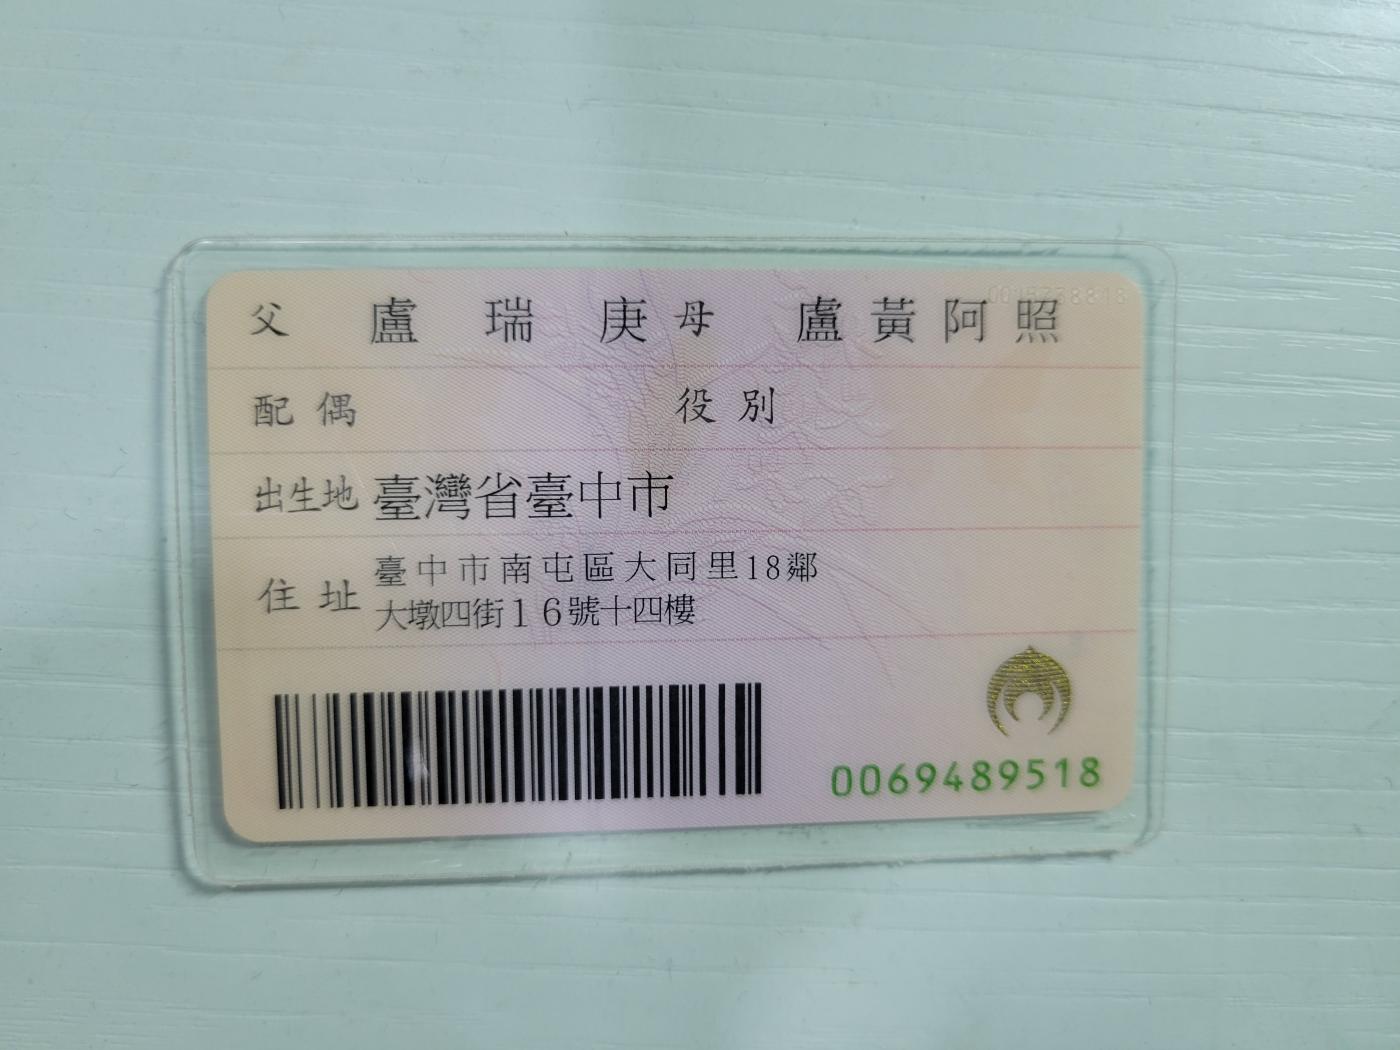 父 盧瑞庚 母 盧黃阿照
配偶 役別
出生地 臺灣省臺中市
住址 臺中市南屯區大同里18鄰
大墩四街16號十四樓
0069489518